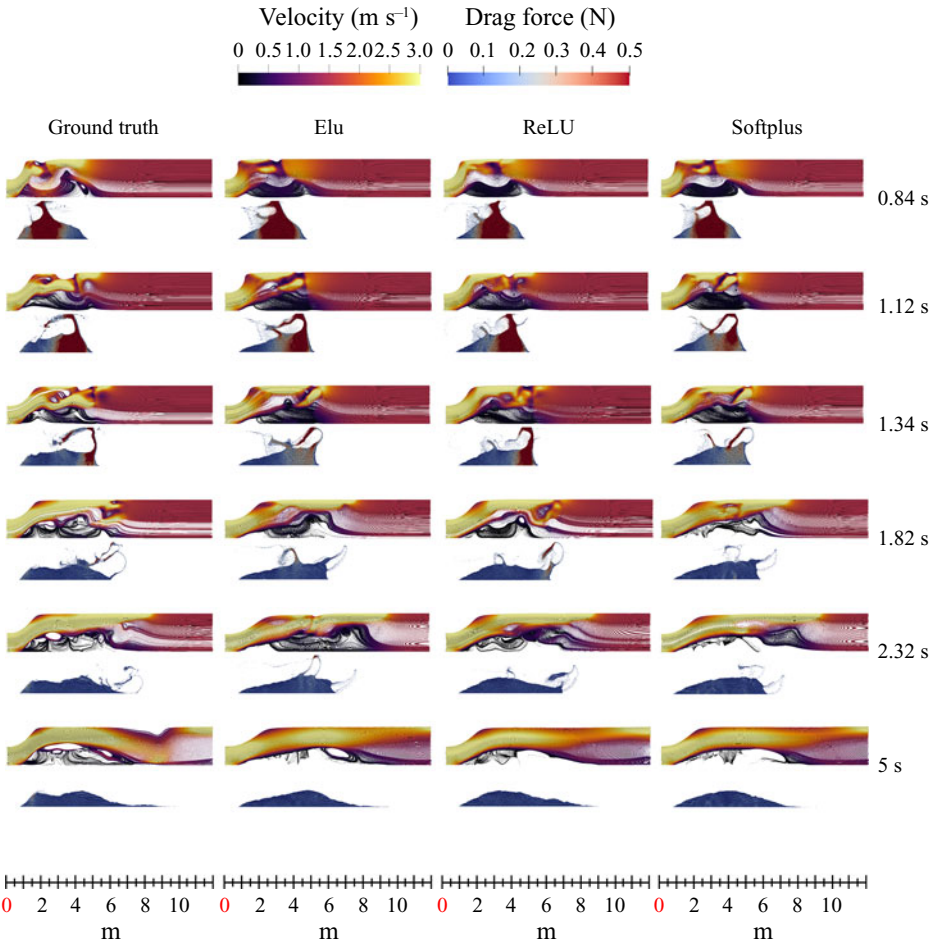 Velocity (m s⁻¹) Drag force (N)
0 0.5 1.0 1.5 2.0 2.5 3.0 0 0.1 0.2 0.3 0.4 0.5
Ground truth Elu ReLU Softplus
0.84 s
1.12 s
1.34 s
1.82 s
2.32 s
5 s
0 2 4 6 8 10 0 2 4 6 8 10 0 2 4 6 8 10 0 2 4 6 8 10
m m m m